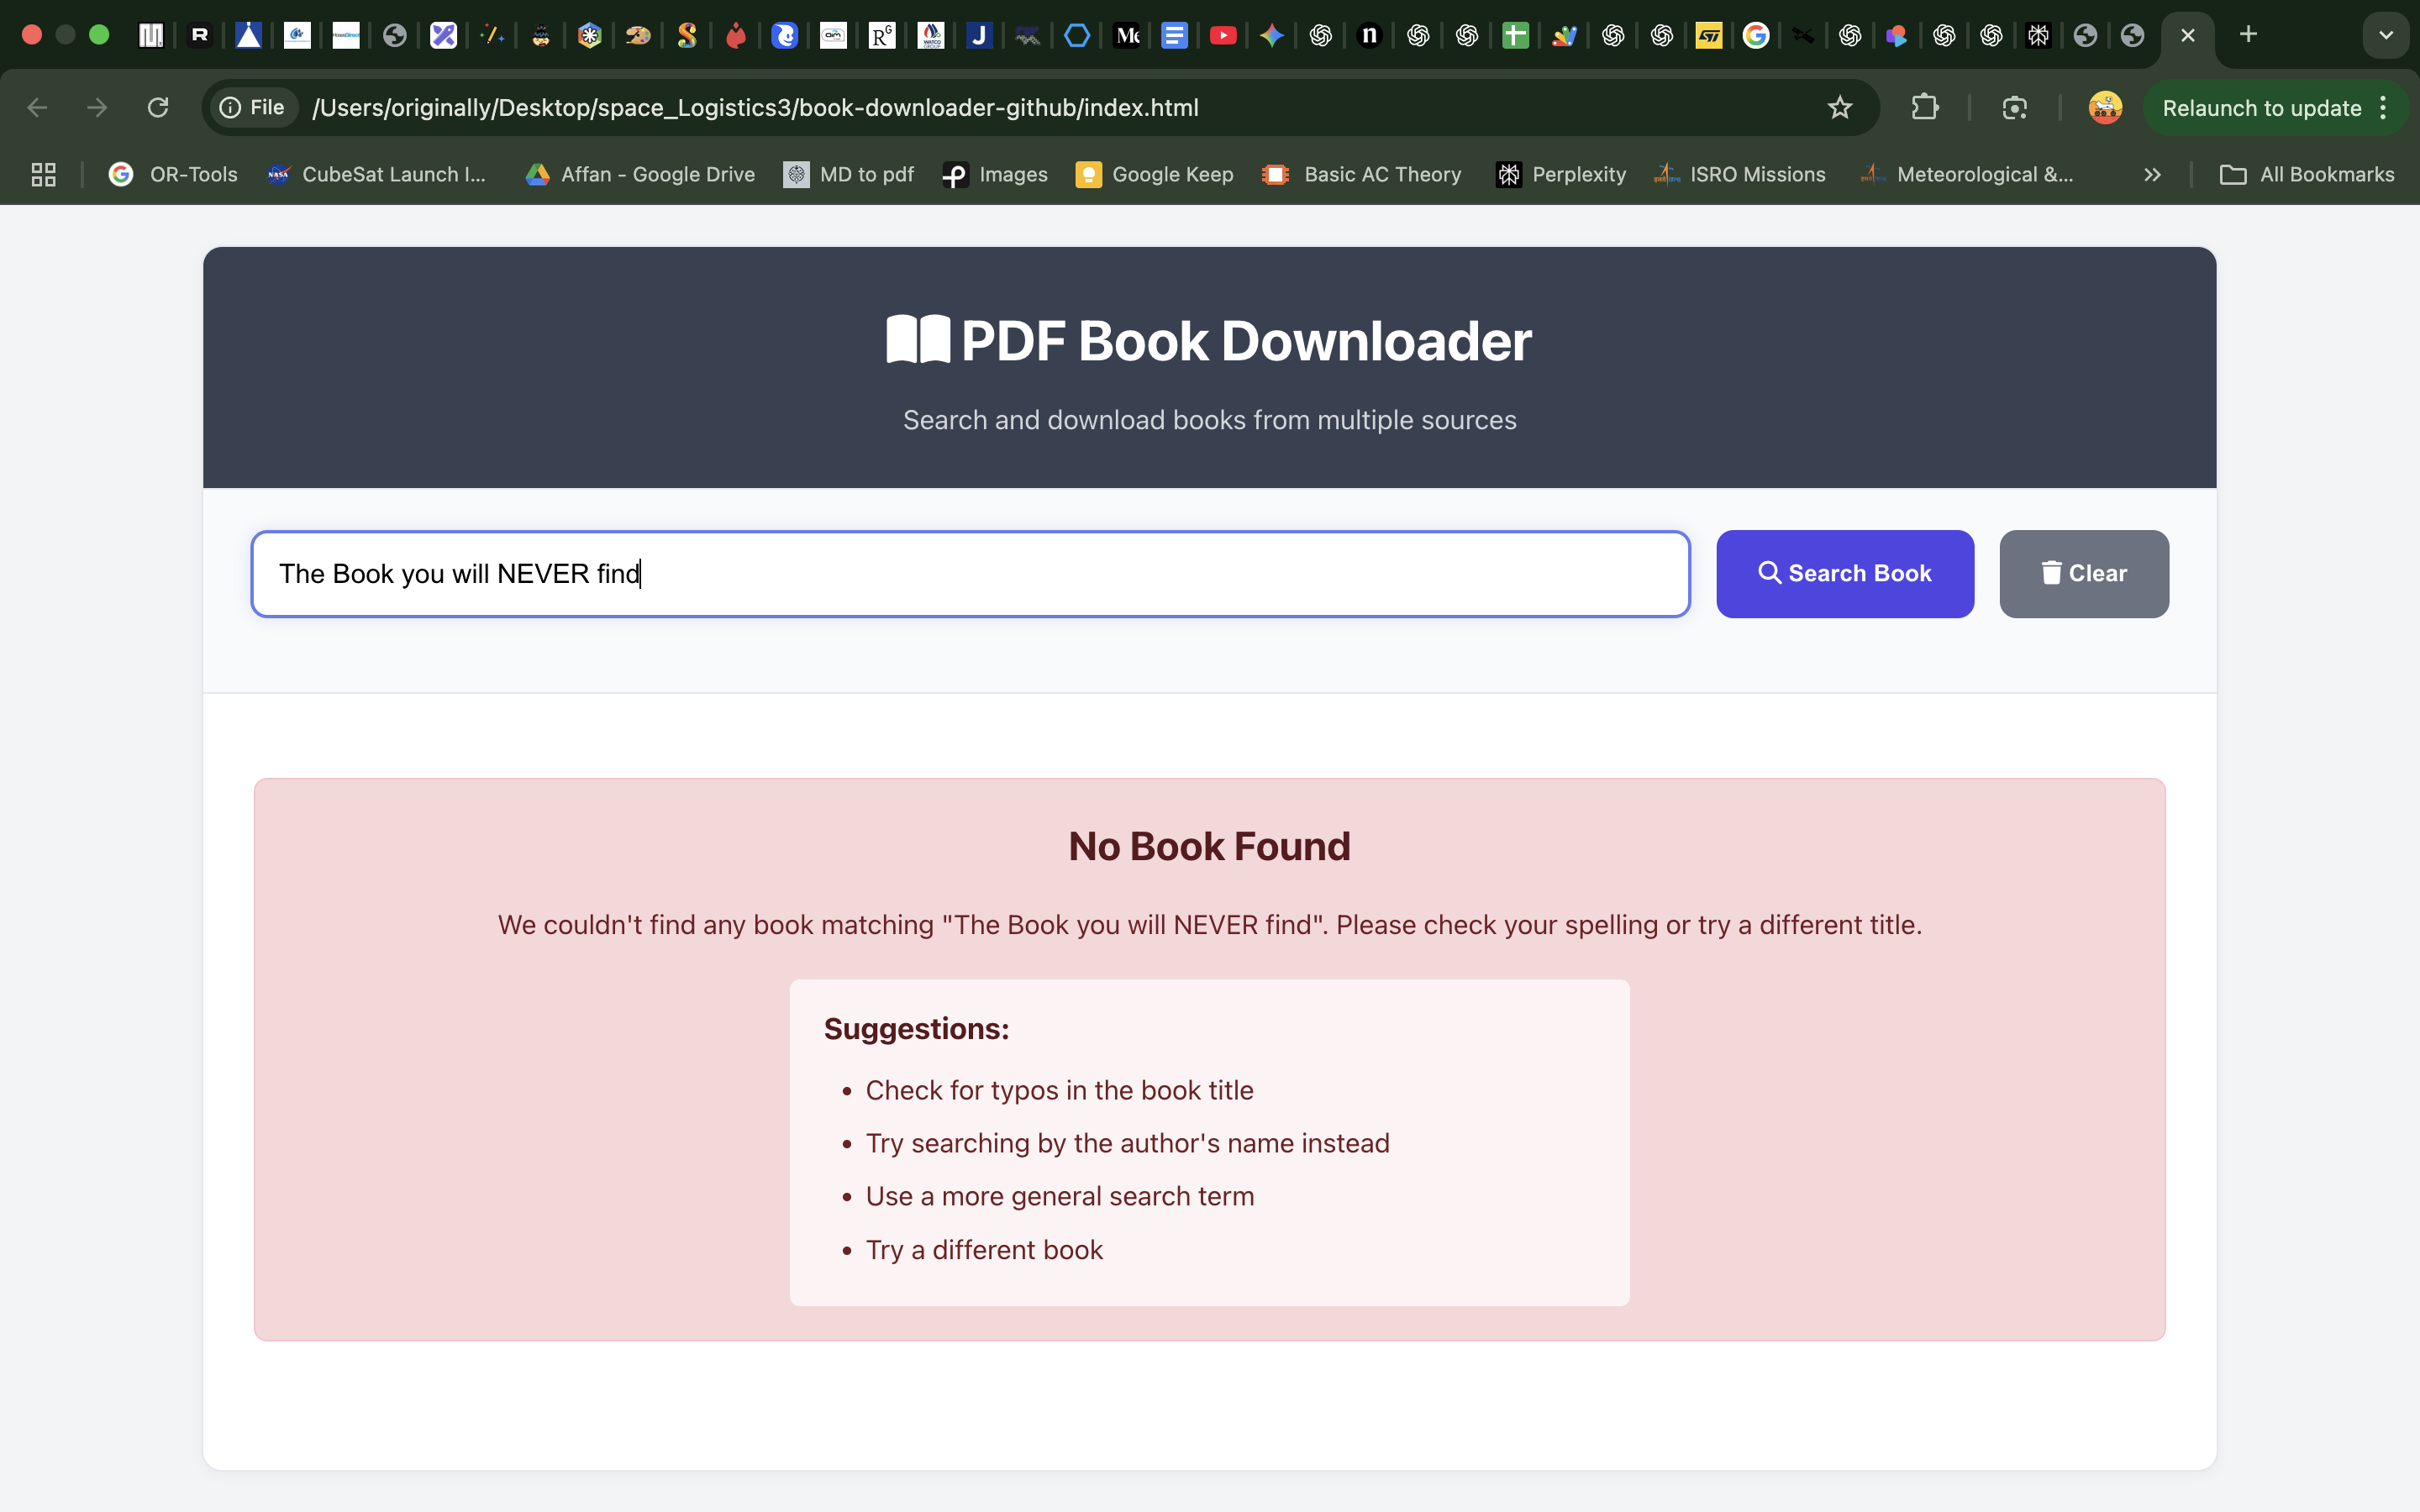 File /Users/originally/Desktop/space_Logistics3/book-downloader-github/index.html Relaunch to update
OR-Tools CubeSat Launch I... Affan - Google Drive MD to pdf Images Google Keep Basic AC Theory Perplexity ISRO Missions Meteorological &... All Bookmarks
PDF Book Downloader
Search and download books from multiple sources
The Book you will NEVER find Search Book Clear
No Book Found
We couldn't find any book matching "The Book you will NEVER find". Please check your spelling or try a different title.
Suggestions:
• Check for typos in the book title
• Try searching by the author's name instead
• Use a more general search term
• Try a different book